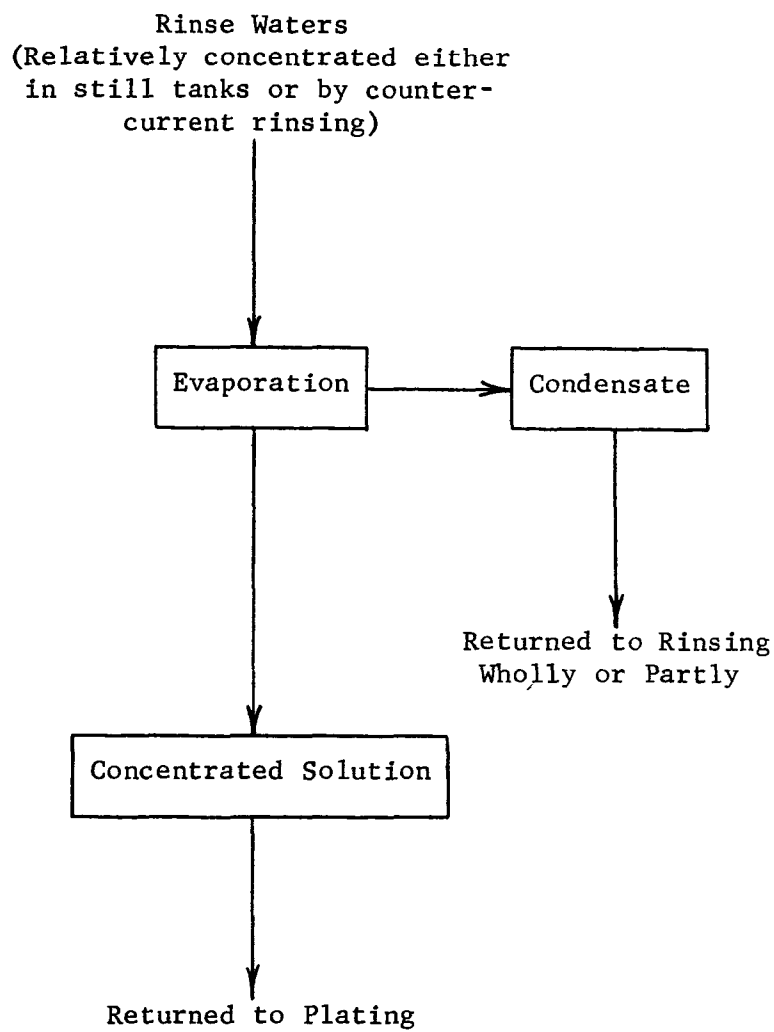 Rinse Waters
(Relatively concentrated either
in still tanks or by counter-
current rinsing)
Evaporation
Condensate
Returned to Rinsing
Wholly or Partly
Concentrated Solution
Returned to Plating